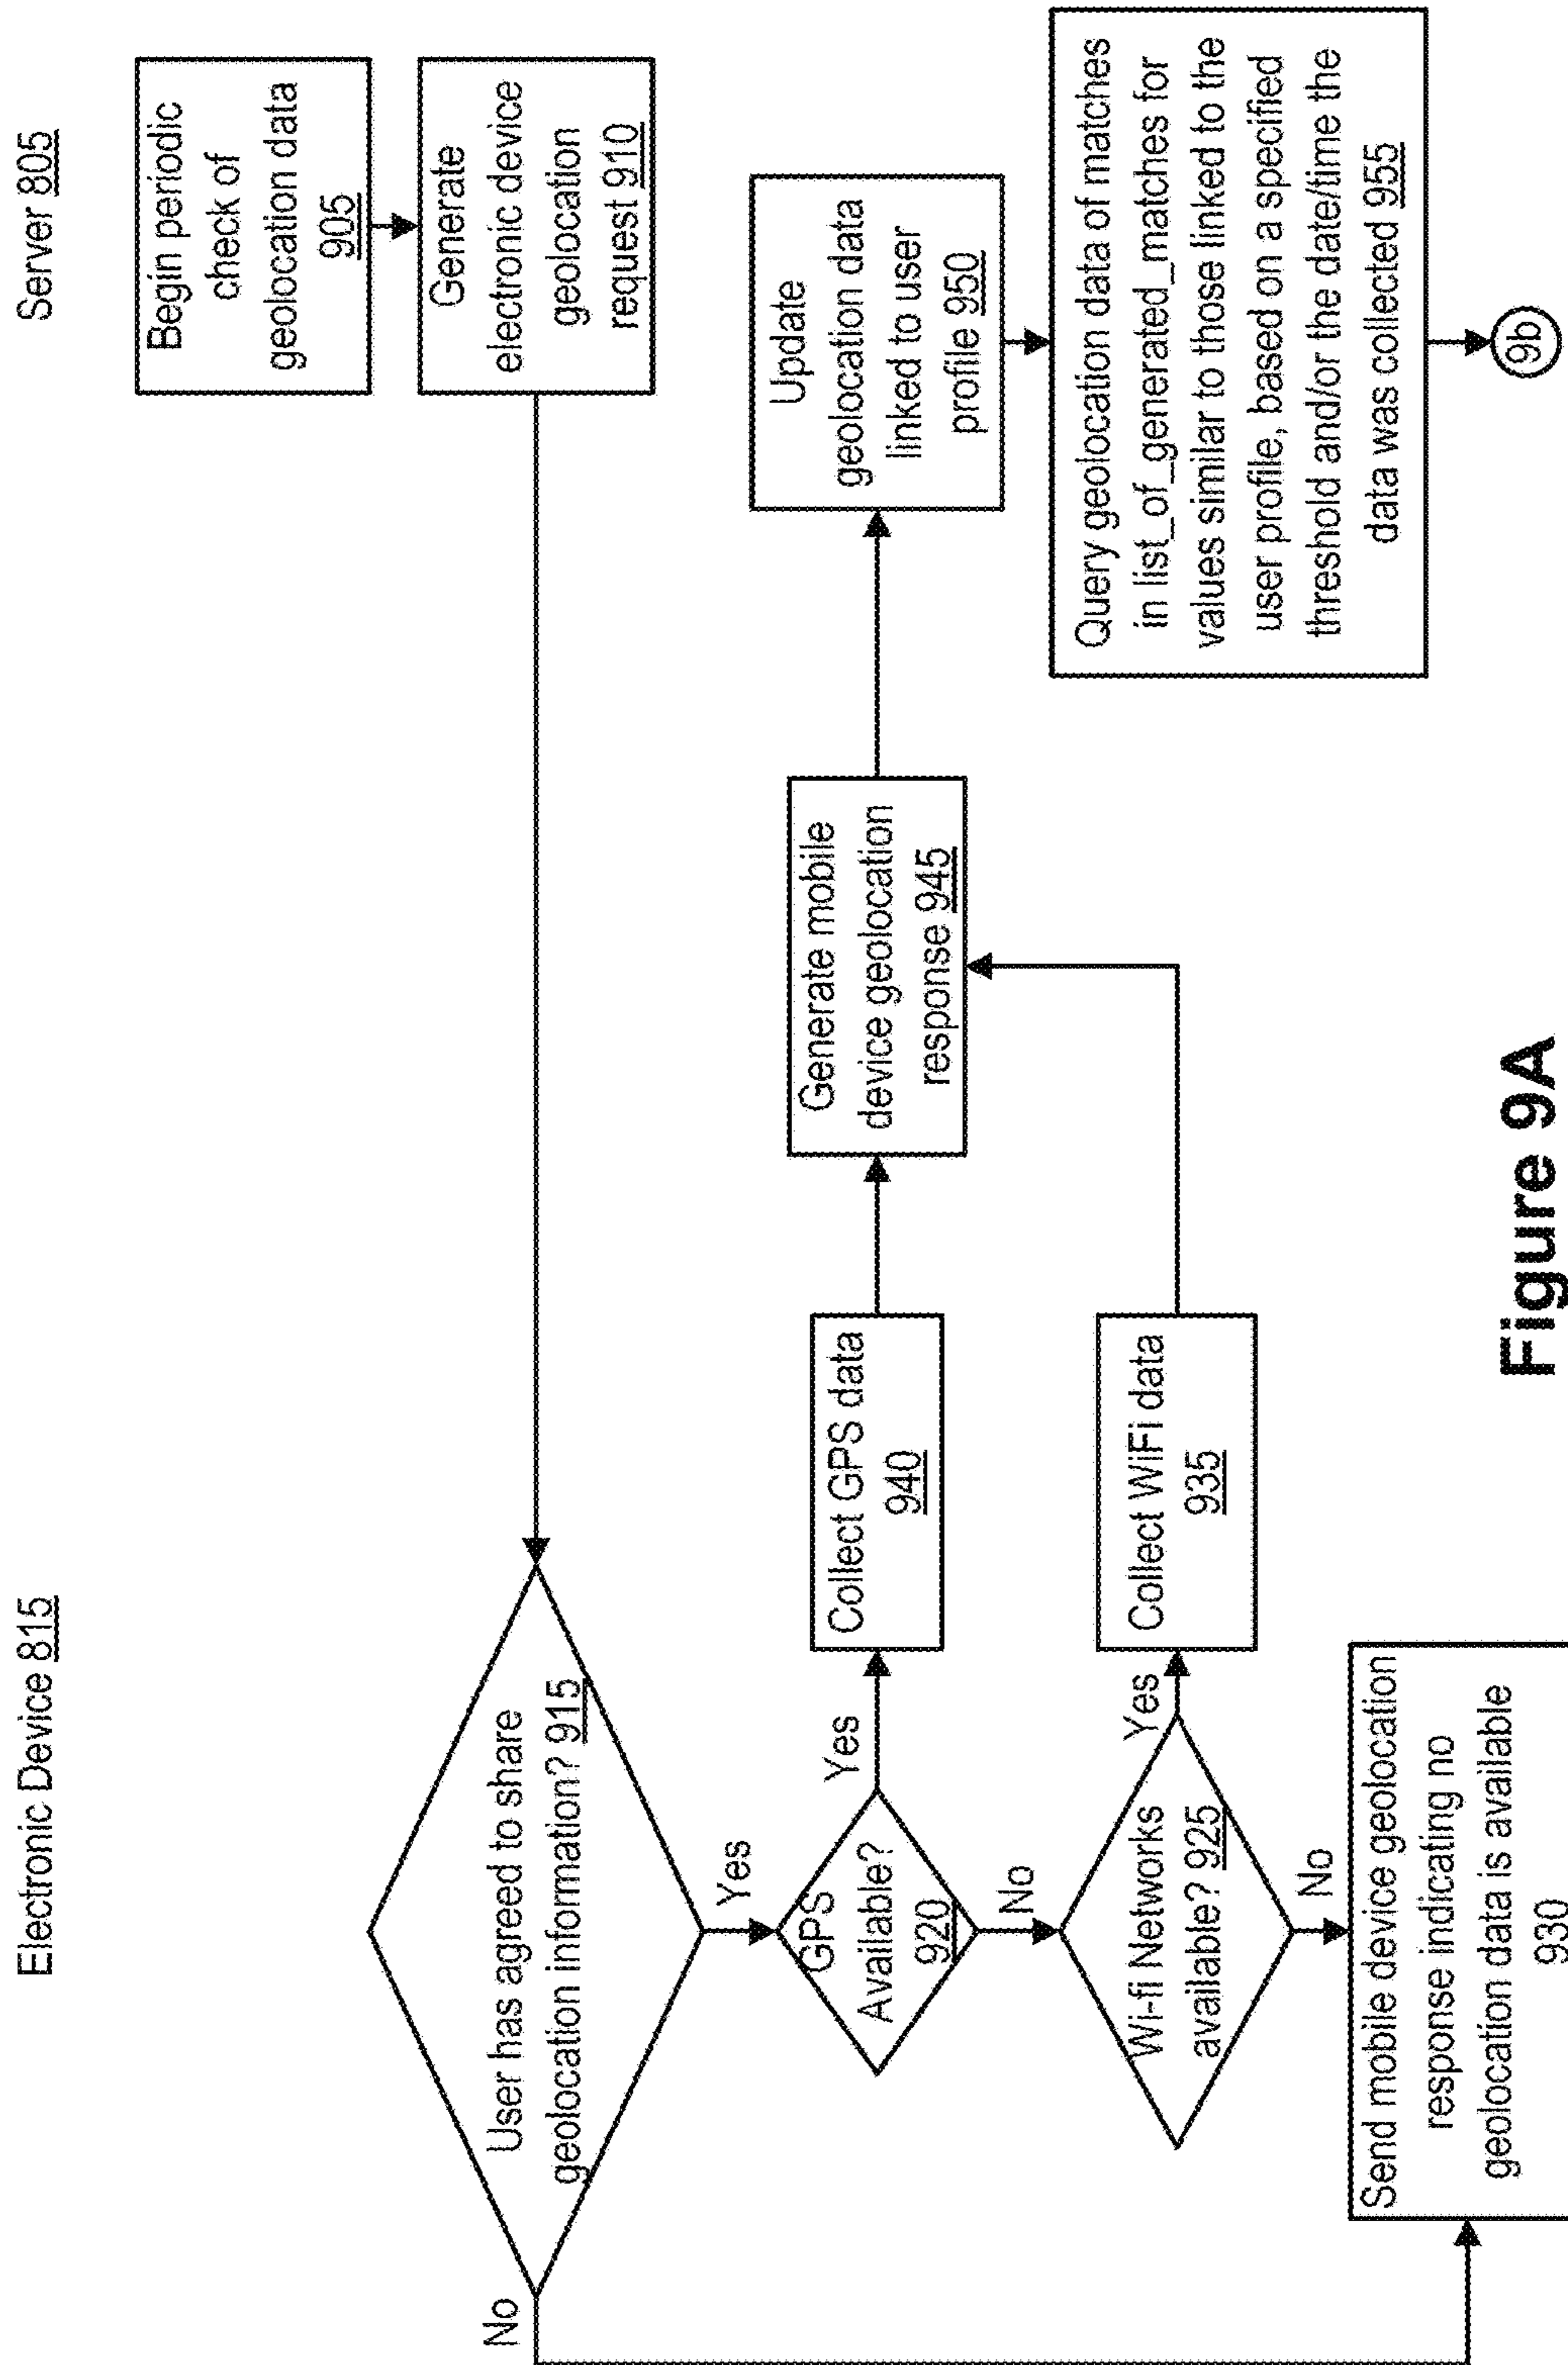 Electronic Device 815
Server 805
Begin periodic
check of
geolocation data
905
Generate
electronic device
geolocation
request 910
User has agreed to share
geolocation information? 915
No
Yes
GPS
Available?
920
Yes
No
Collect GPS data
940
Generate mobile
device geolocation
response 945
Update
geolocation data
linked to user
profile 950
Wi-fi Networks
available? 925
Yes
No
Collect WiFi data
935
Query geolocation data of matches
in list_of_generated_matches for
values similar to those linked to the
user profile, based on a specified
threshold and/or the date/time the
data was collected 955
Send mobile device geolocation
response indicating no
geolocation data is available
930
9b
Figure 9A